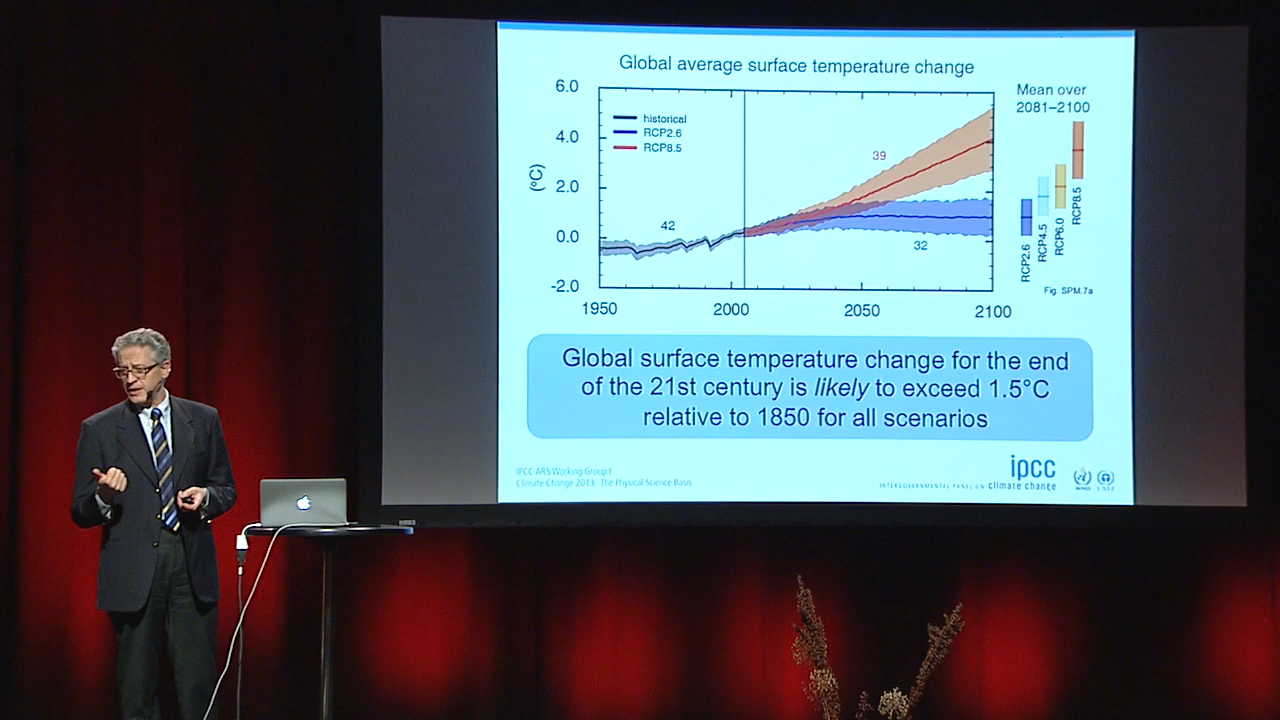 Global average surface temperature change
6.0
4.0
2.0
0.0
-2.0
(°C)
historical
RCP2.6
RCP8.5
42
39
32
1950
2000
2050
2100
Mean over
2081–2100
RCP2.6
RCP4.5
RCP6.0
RCP8.5
Fig. SPM.7a
Global surface temperature change for the end
of the 21st century is likely to exceed 1.5°C
relative to 1850 for all scenarios
IPCC AR5 Working Group I
Climate Change 2013: The Physical Science Basis
ipcc
INTERGOVERNMENTAL PANEL ON climate change
WMO
UNEP